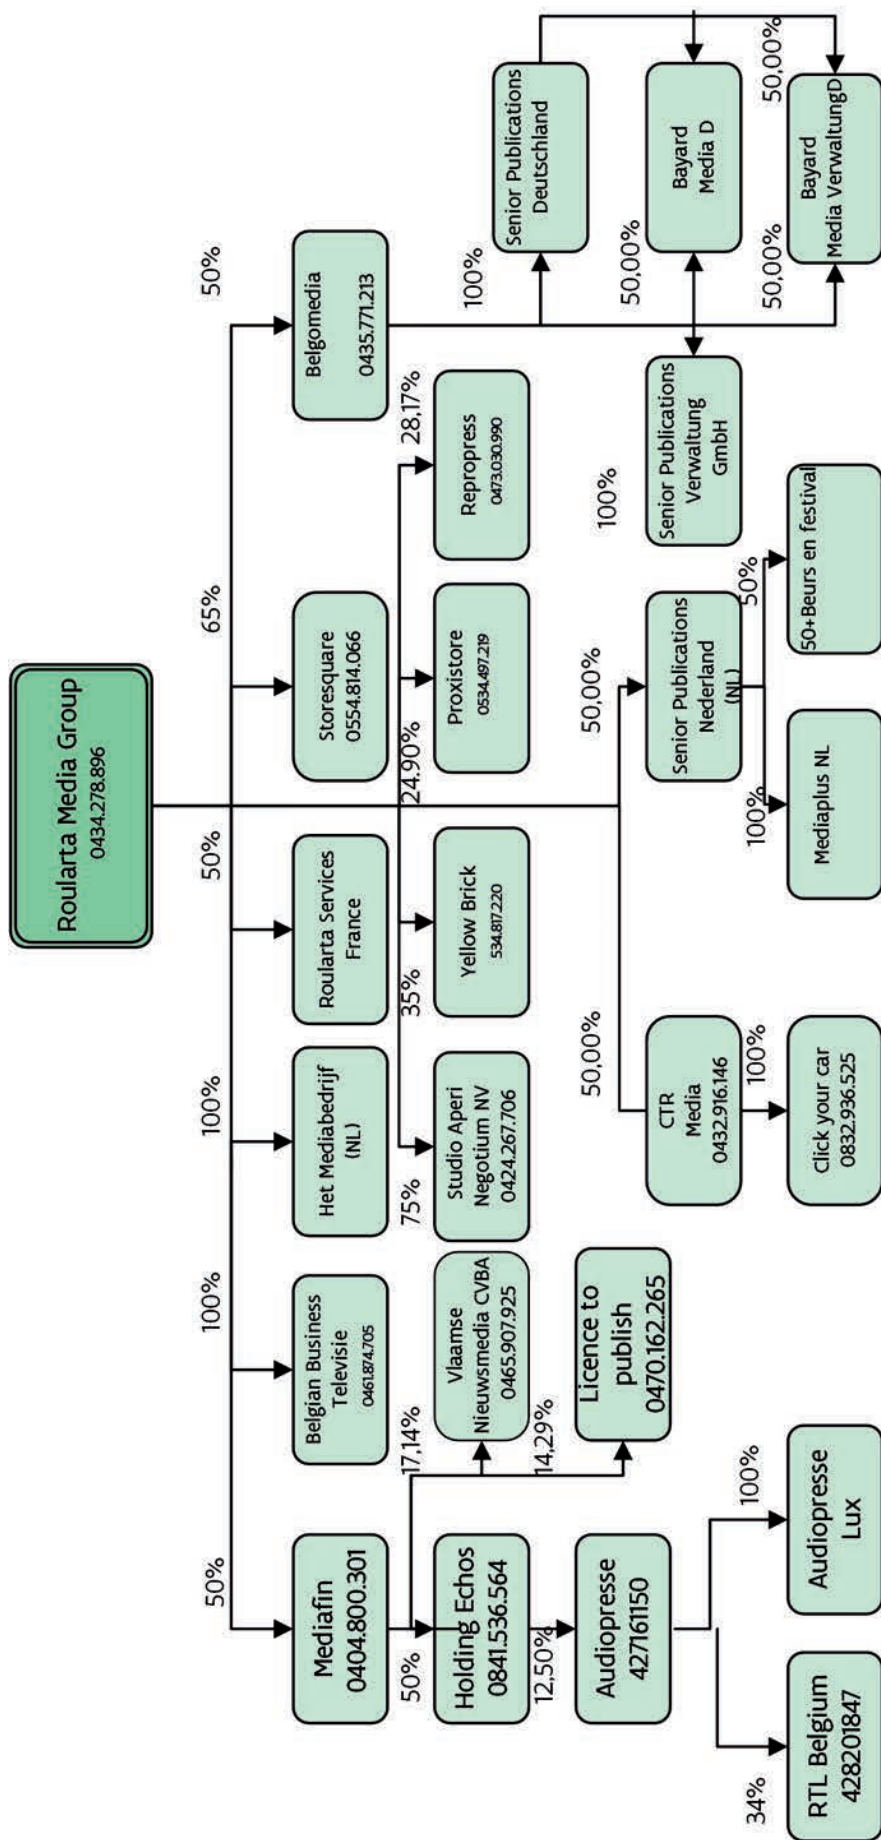 Roularta Media Group
0434.278.896
50%
100%
100%
50%
65%
50%
Mediafin
0404.800.301
Belgian Business
Televisie
0461.874.705
Het Mediabedrijf
(NL)
Roularta Services
France
Storesquare
0554.814.066
Belgomedia
0435.771.213
50%
17,14%
75%
35%
24.90%
28,17%
100%
Holding Echos
0841.536.564
Vlaamse
Nieuwsmedia CVBA
0465.907.925
Studio Aperi
Negotium NV
0424.267.706
Yellow Brick
534.817.220
Proxistore
0534.497.219
Repropress
0473.030.990
Senior Publications
Deutschland
12,50%
14,29%
50,00%
50,00%
100%
50,00%
Audiopresse
427161150
Licence to
publish
0470.162.265
CTR
Media
0432.916.146
Senior Publications
Nederland
(NL)
Senior Publications
Verwaltung
GmbH
Bayard
Media D
34%
100%
100%
100%
50%
50,00%
50,00%
RTL Belgium
428201847
Audiopresse
Lux
Click your car
0832.936.525
Mediaplus NL
50+Beurs en festival
Bayard
Media VerwaltungD